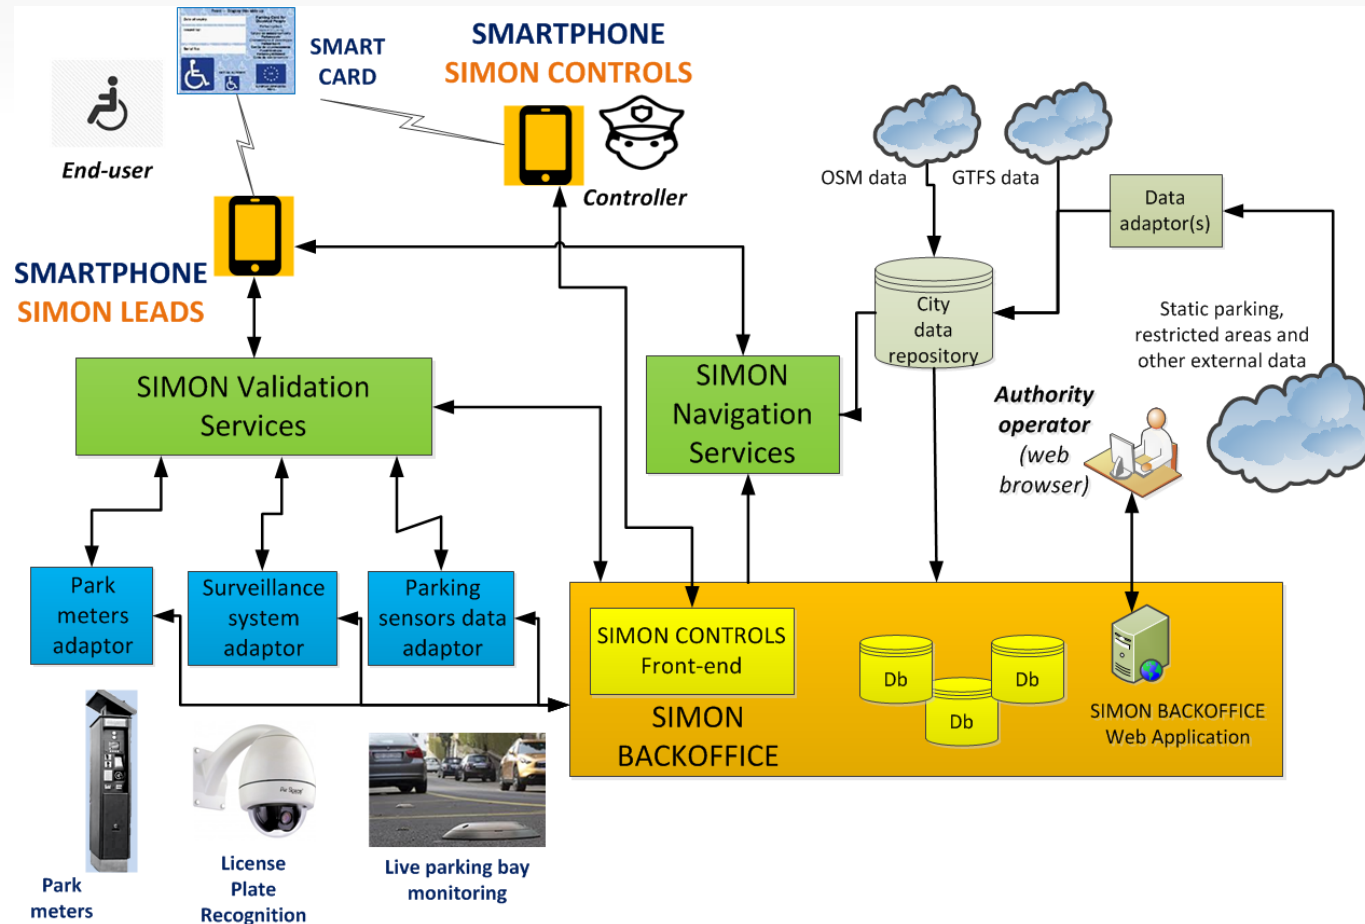 SMART
CARD
SMARTPHONE
SIMON CONTROLS
End-user
Controller
OSM data
GTFS data
Data
adaptor(s)
SMARTPHONE
SIMON LEADS
City
data
repository
Static parking,
restricted areas and
other external data
SIMON Validation
Services
SIMON
Navigation
Services
Authority
operator
(web
browser)
Park
meters
adaptor
Surveillance
system
adaptor
Parking
sensors data
adaptor
SIMON CONTROLS
Front-end
Db
Db
Db
SIMON
BACKOFFICE
SIMON BACKOFFICE
Web Application
Park
meters
License
Plate
Recognition
Live parking bay
monitoring